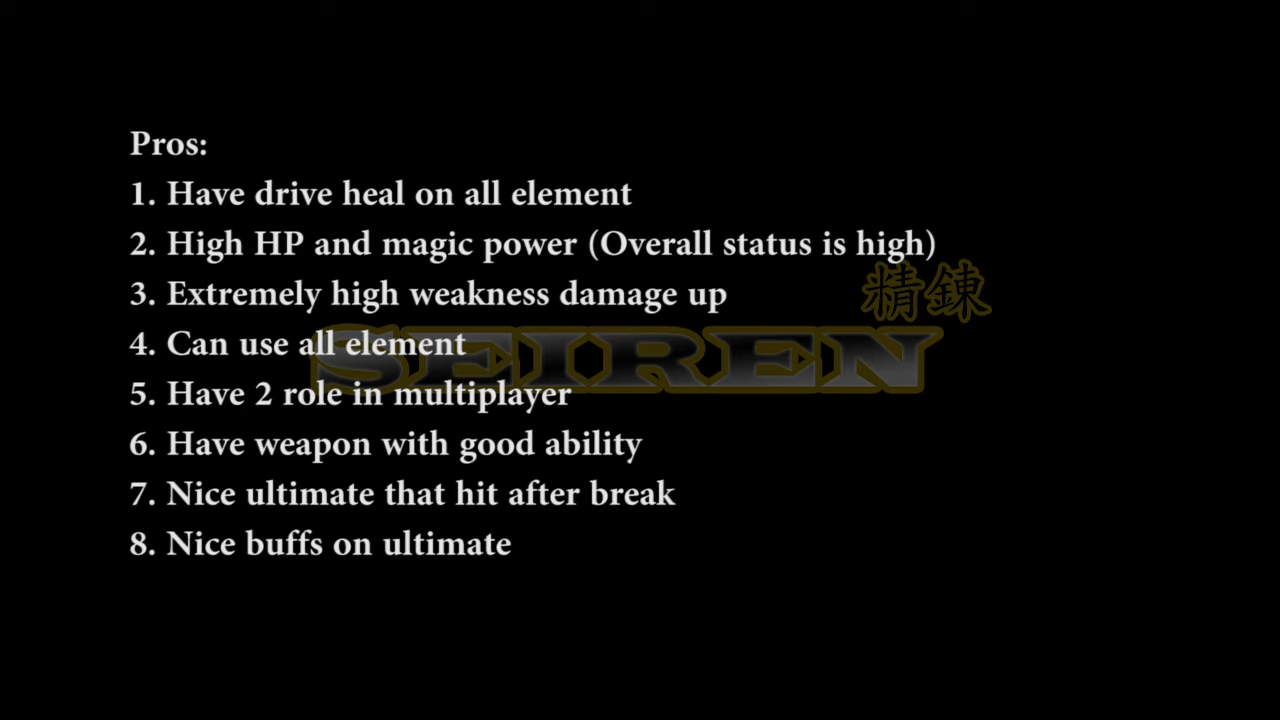 Pros:
1. Have drive heal on all element
2. High HP and magic power (Overall status is high)
3. Extremely high weakness damage up
4. Can use all element
5. Have 2 role in multiplayer
6. Have weapon with good ability
7. Nice ultimate that hit after break
8. Nice buffs on ultimate
精錬
SEIREN